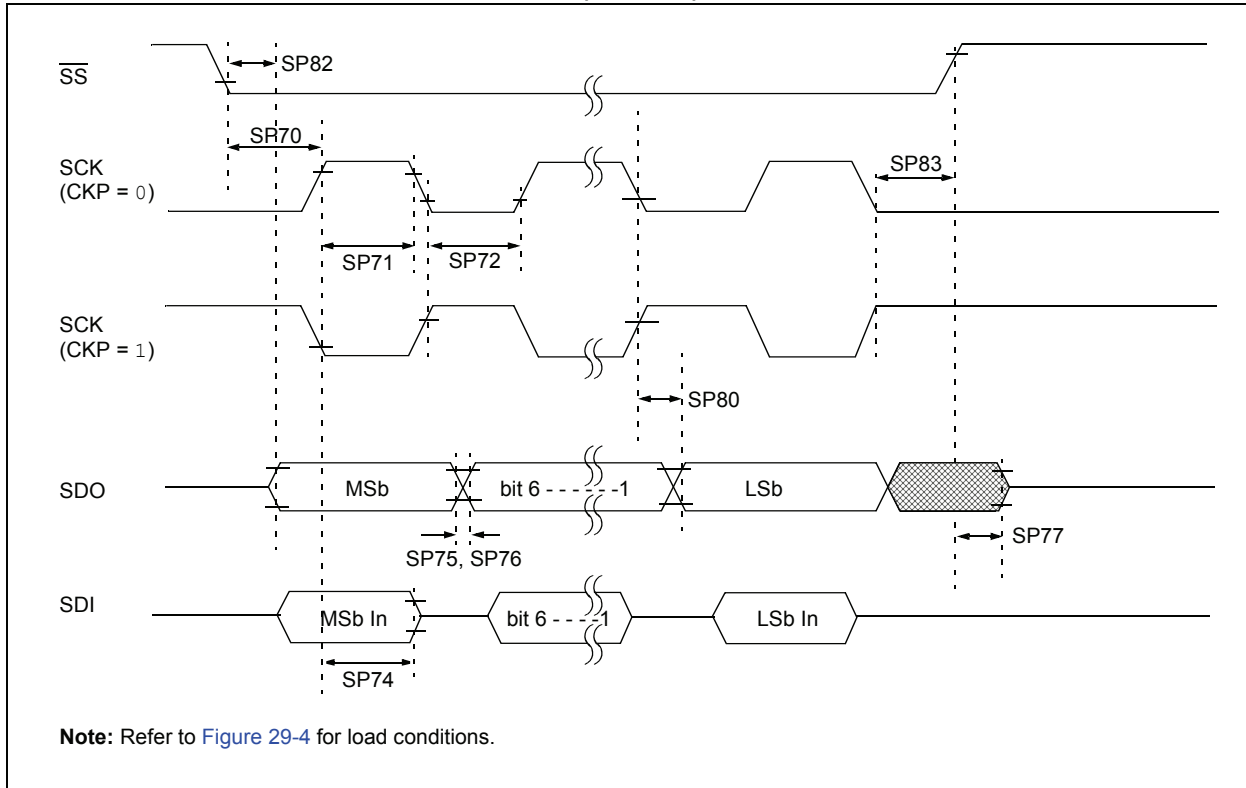 SS
SP82
SP70
SCK
(CKP = 0)
SP83
SP71
SP72
SCK
(CKP = 1)
SP80
SDO
MSb
bit 6 - - - - - -1
LSb
SP77
SP75, SP76
SDI
MSb In
bit 6 - - - -1
LSb In
SP74
Note: Refer to Figure 29-4 for load conditions.